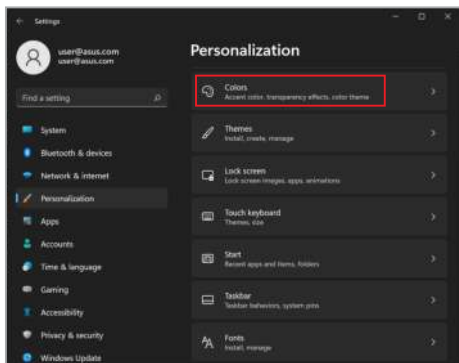 Settings
user@asus.com
user@asus.com
Find a setting
System
Bluetooth & devices
Network & internet
Personalization
Apps
Accounts
Time & language
Gaming
Accessibility
Privacy & security
Windows Update
Personalization
Colors
Accent color, transparency effects, color theme
Themes
Install, create, manage
Lock screen
Lock screen images, apps, animations
Touch keyboard
Themes, size
Start
Recent apps and items, folders
Taskbar
Taskbar behaviors, system pins
Fonts
Install, manage